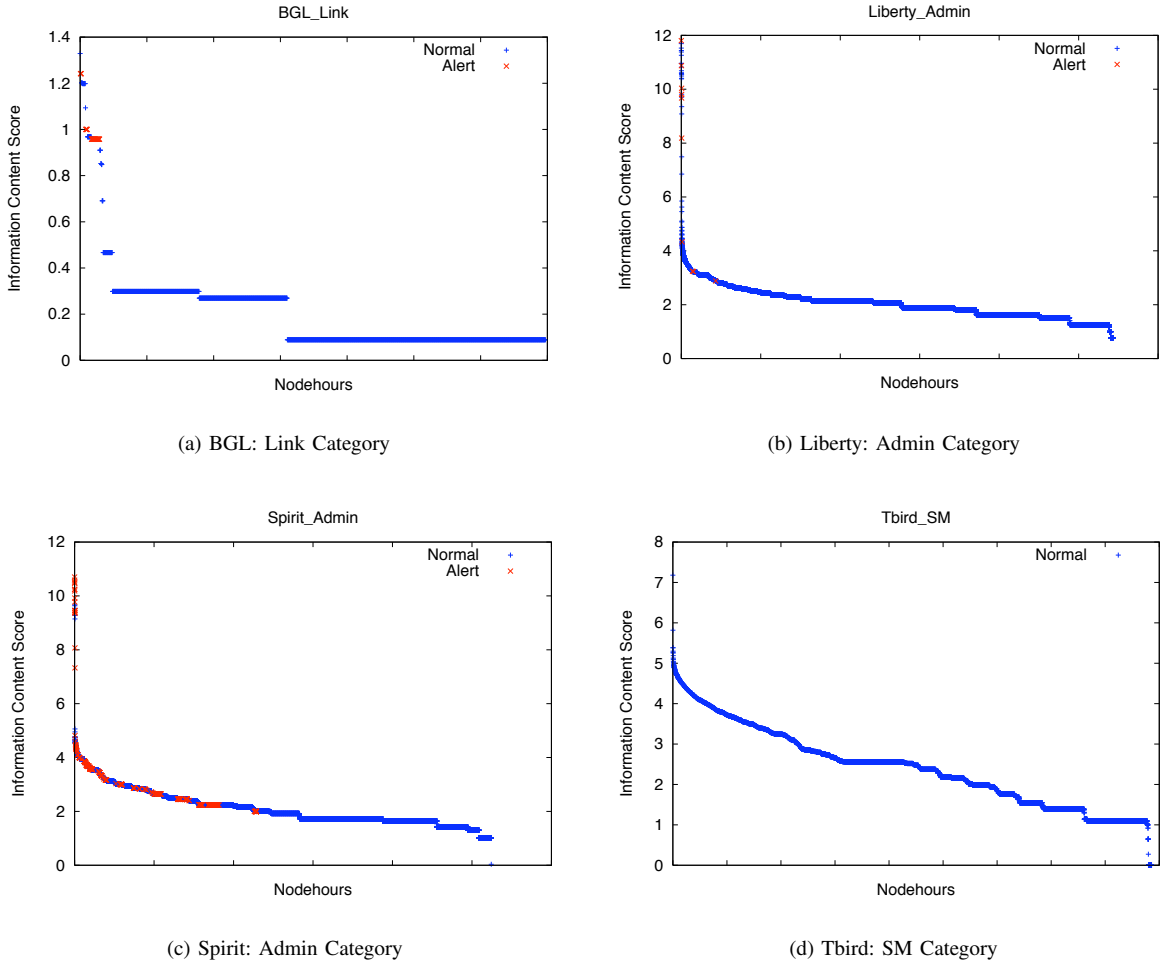 BGL_Link
Information Content Score
1.4
1.2
1
0.8
0.6
0.4
0.2
0
Normal
Alert
Nodehours
(a) BGL: Link Category
Liberty_Admin
Information Content Score
12
10
8
6
4
2
0
Normal
Alert
Nodehours
(b) Liberty: Admin Category
Spirit_Admin
Information Content Score
12
10
8
6
4
2
0
Normal
Alert
Nodehours
(c) Spirit: Admin Category
Tbird_SM
Information Content Score
8
7
6
5
4
3
2
1
0
Normal
Nodehours
(d) Tbird: SM Category